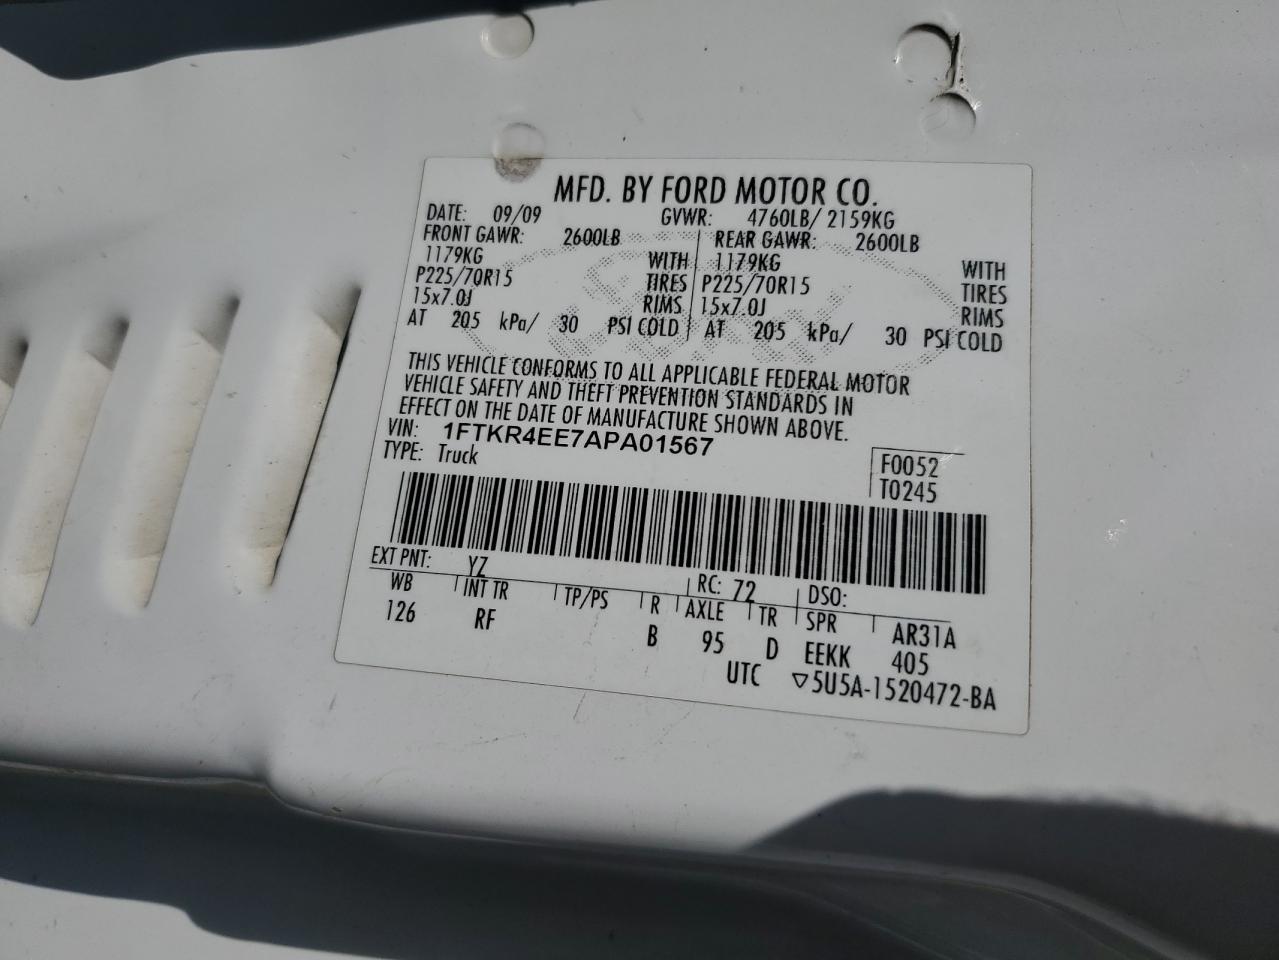 MFD. BY FORD MOTOR CO.
DATE: 09/09 GVWR: 4760LB/ 2159KG
FRONT GAWR: 2600LB REAR GAWR: 2600LB
1179KG WITH 1179KG WITH
P225/70R15 TIRES P225/70R15 TIRES
15x7.0J RIMS 15x7.0J RIMS
AT 205 kPa/ 30 PSI COLD AT 205 kPa/ 30 PSI COLD
THIS VEHICLE CONFORMS TO ALL APPLICABLE FEDERAL MOTOR
VEHICLE SAFETY AND THEFT PREVENTION STANDARDS IN
EFFECT ON THE DATE OF MANUFACTURE SHOWN ABOVE.
VIN: 1FTKR4EE7APA01567
TYPE: Truck
F0052
T0245
EXT PNT: YZ RC: 72 DSO:
WB INT TR TP/PS R AXLE TR SPR AR31A
126 RF B 95 D EEKK 405
UTC ▽5U5A-1520472-BA